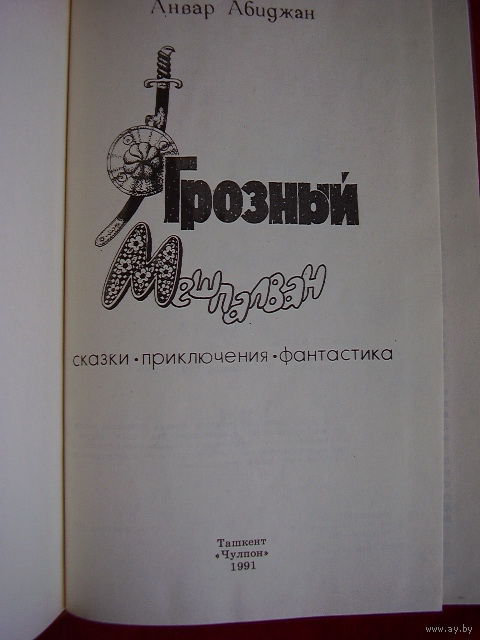 Анвар Абиджан
Грозный
Мешпалван
сказки • приключения • фантастика
Ташкент
«Чулпон»
1991
www.ay.by